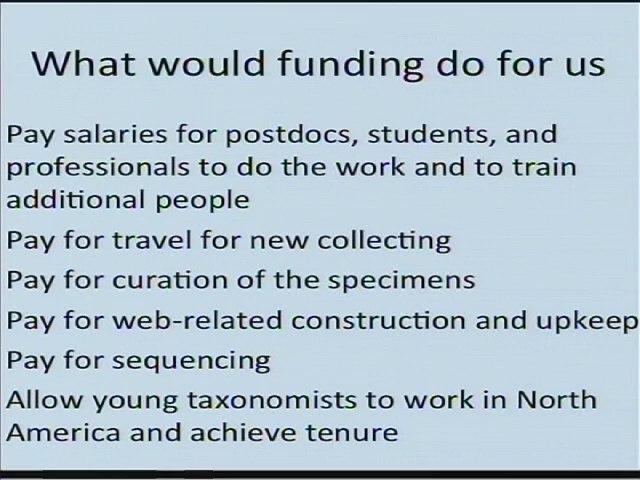 What would funding do for us
Pay salaries for postdocs, students, and
professionals to do the work and to train
additional people
Pay for travel for new collecting
Pay for curation of the specimens
Pay for web-related construction and upkeep
Pay for sequencing
Allow young taxonomists to work in North
America and achieve tenure